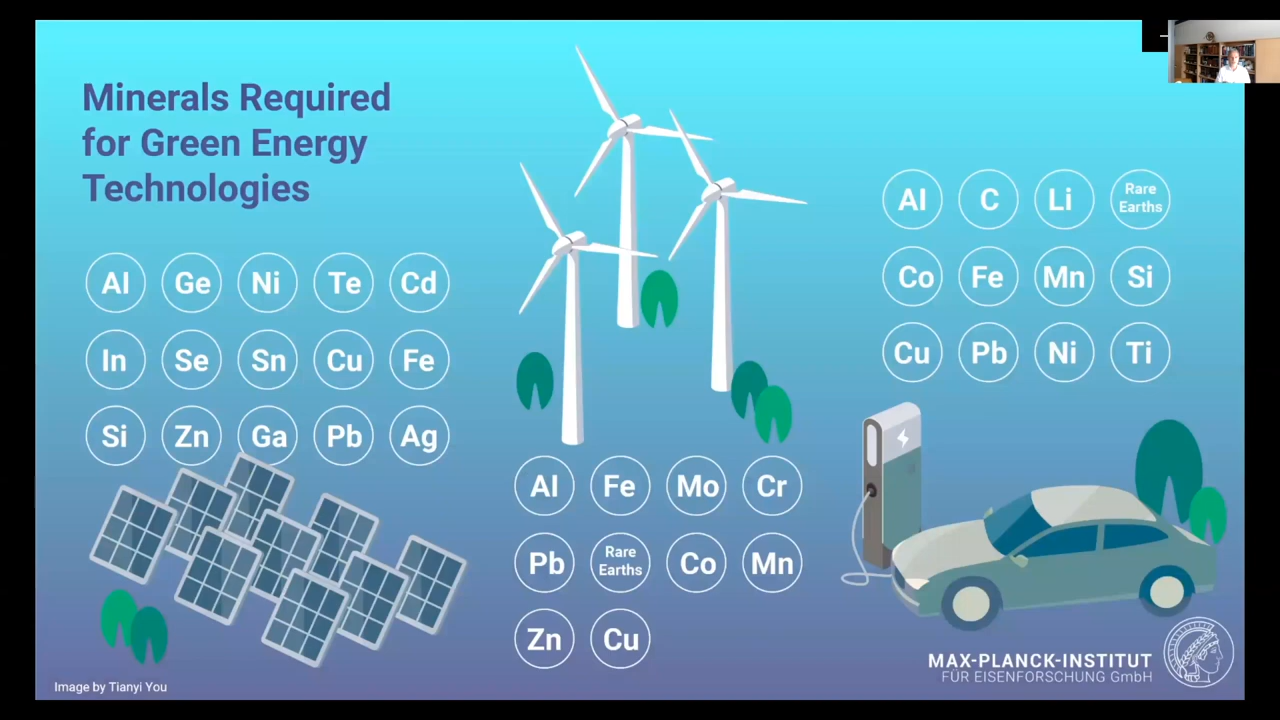 Minerals Required
for Green Energy
Technologies
Al Ge Ni Te Cd
In Se Sn Cu Fe
Si Zn Ga Pb Ag
Al Fe Mo Cr
Pb Rare Earths Co Mn
Zn Cu
Al C Li Rare Earths
Co Fe Mn Si
Cu Pb Ni Ti
Image by Tianyi You
MAX-PLANCK-INSTITUT
FÜR EISENFORSCHUNG GmbH